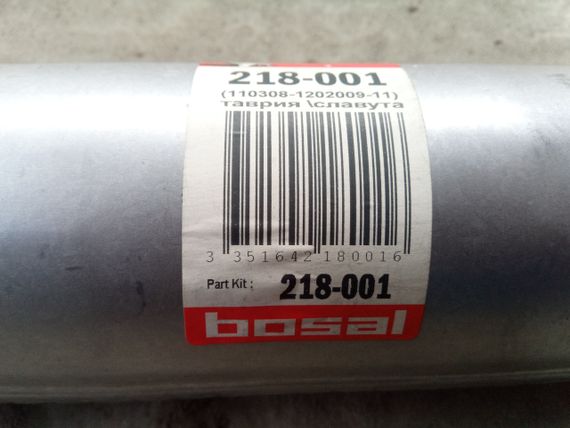 218-001
(110308-1202009-11)
таврия \славута
3 351642 180016
Part Kit : 218-001
bosal